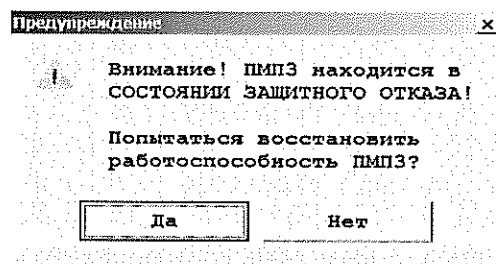 Предупреждение
Внимание! ПМПЗ находится в
СОСТОЯНИИ ЗАЩИТНОГО ОТКАЗА!
Попытаться восстановить
работоспособность ПМПЗ?
Да
Нет